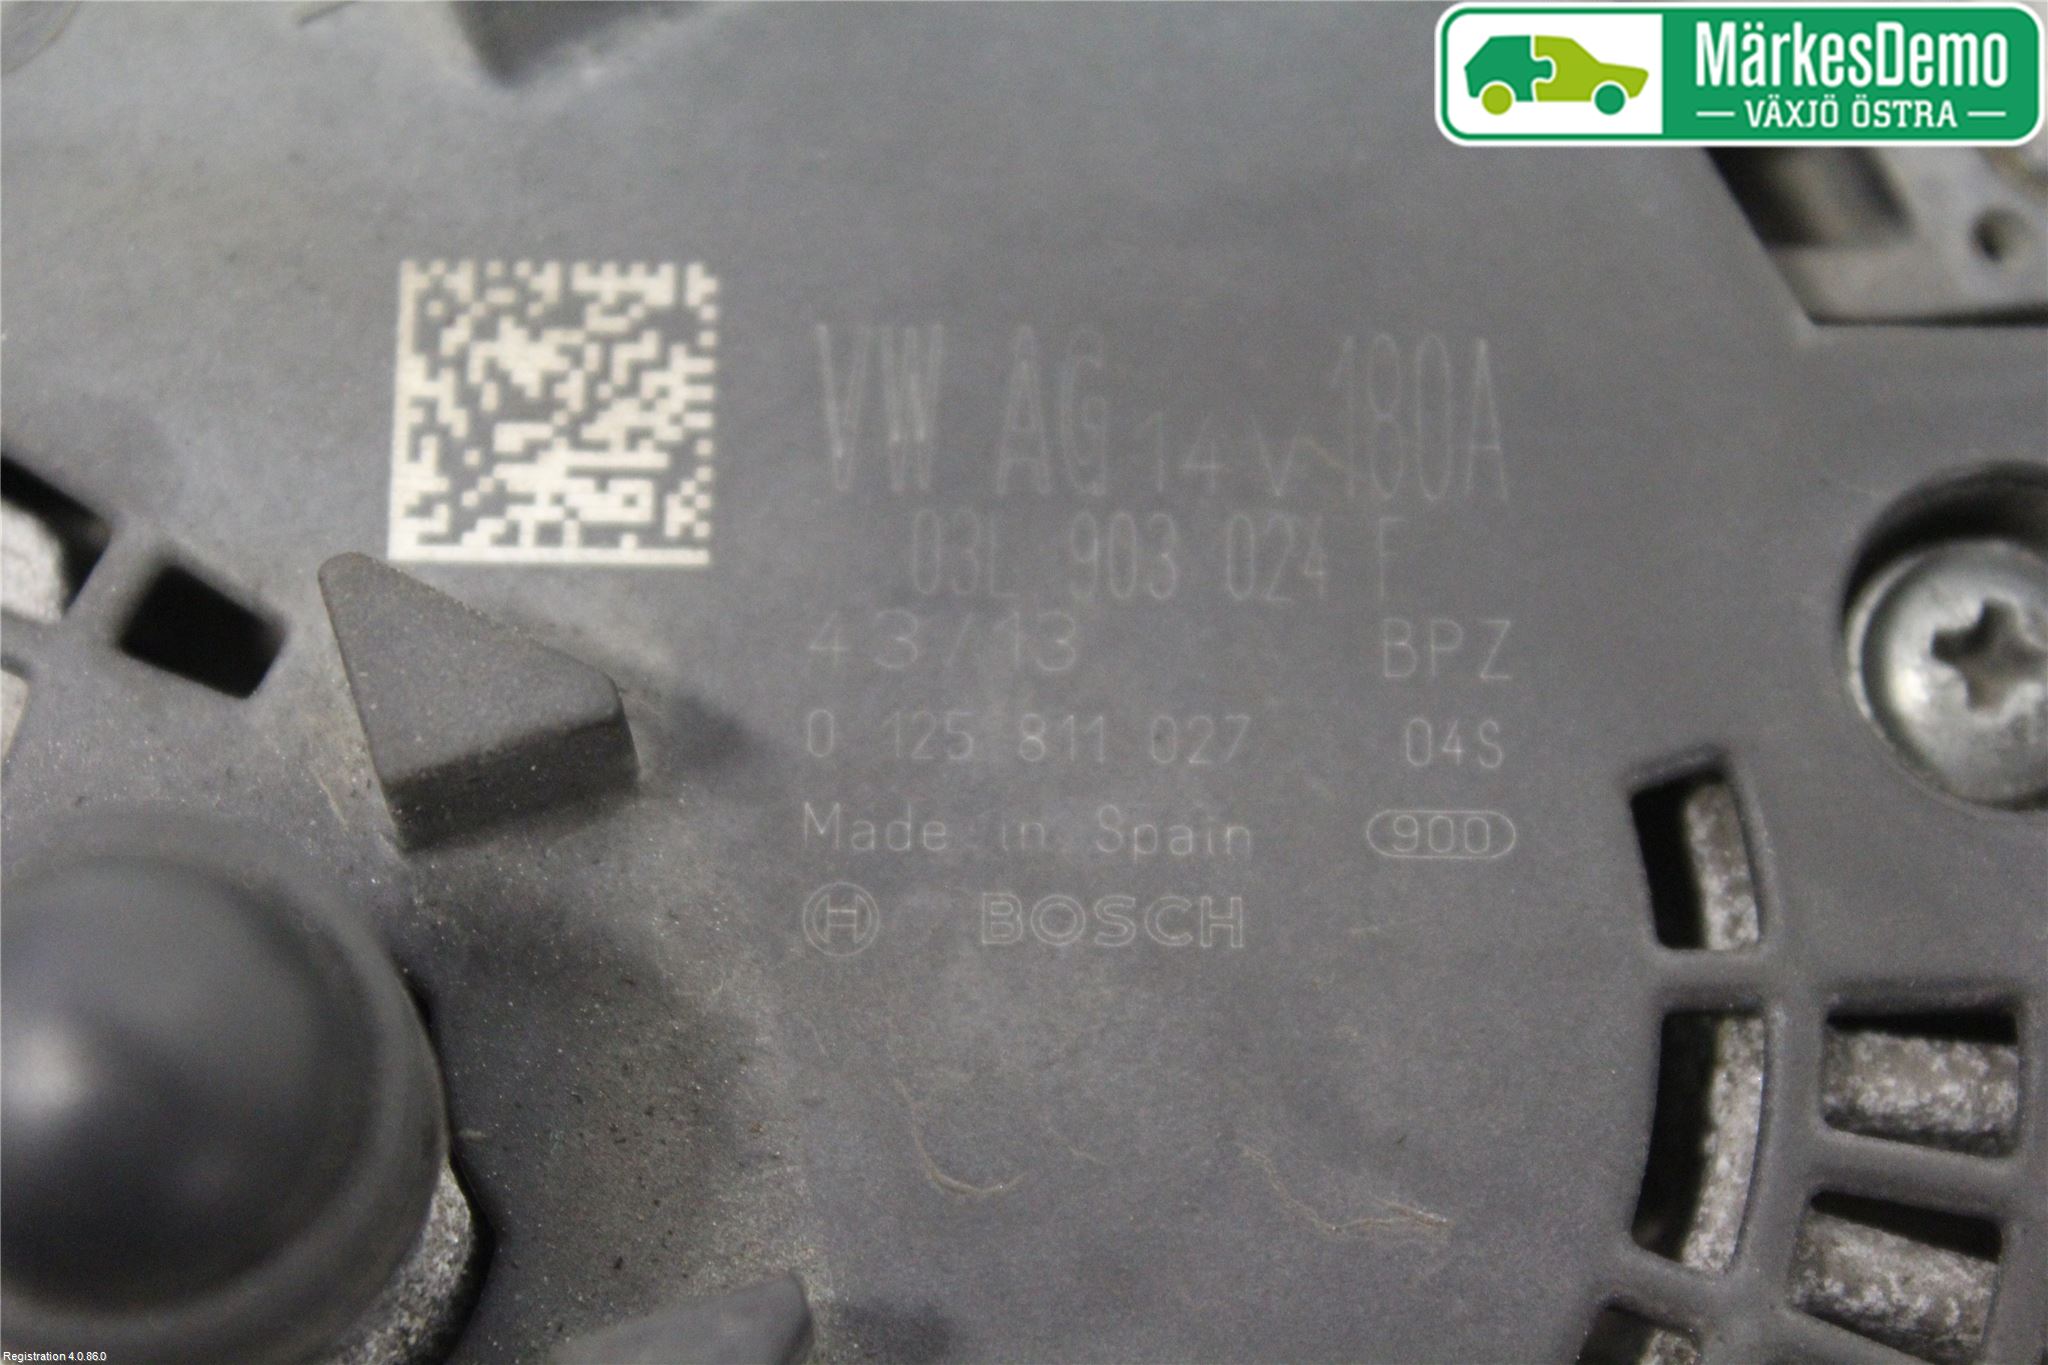 MärkesDemo
VÄXJÖ ÖSTRA
VW AG 14V 180A
03L 903 024 F
43/13 BPZ
0 125 811 027 04S
Made in Spain 900
H BOSCH
Registration 4.0.86.0